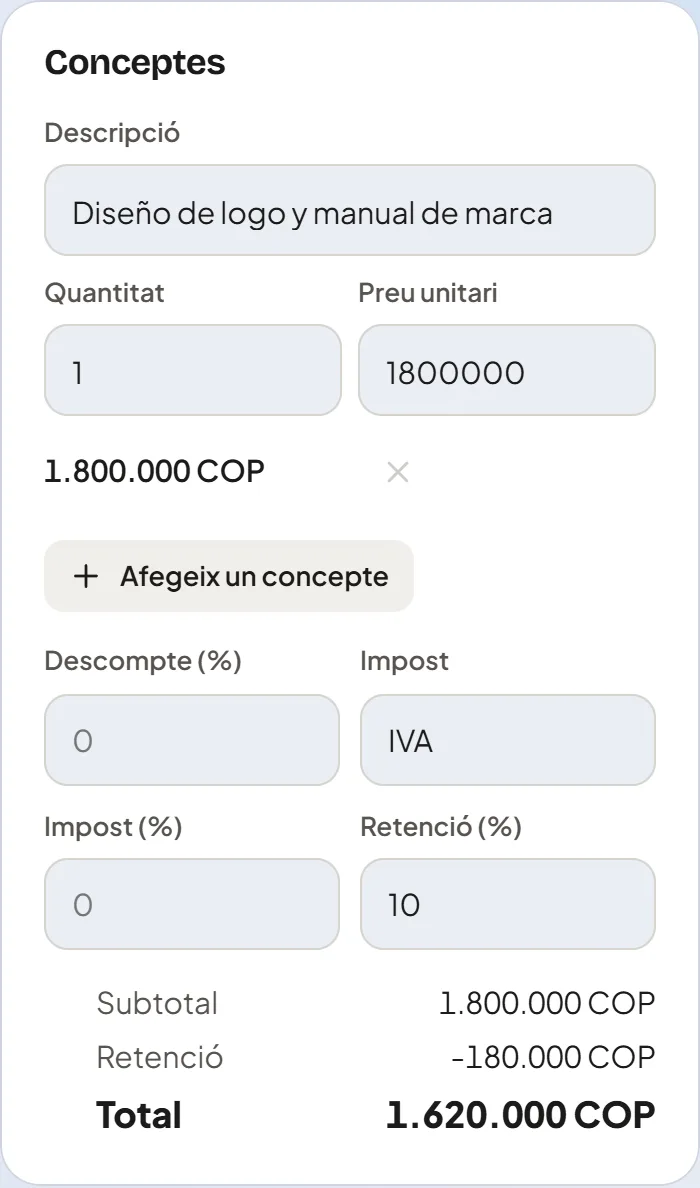 Conceptes
Descripció
Diseño de logo y manual de marca
Quantitat Preu unitari
1 1800000
1.800.000 COP
Afegeix un concepte
Descompte (%) Impost
0 IVA
Impost (%) Retenció (%)
0 10
Subtotal 1.800.000 COP
Retenció -180.000 COP
Total 1.620.000 COP